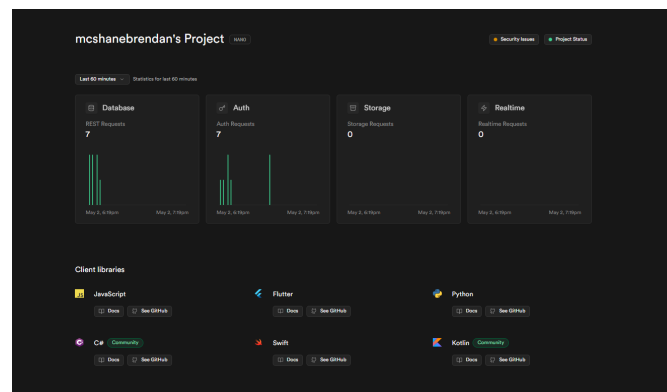 mcshanebrendan's Project NANO
Security Issues Project Status
Last 60 minutes Statistics for last 60 minutes
Database
REST Requests
7
May 2, 6:19pm May 2, 7:19pm
Auth
Auth Requests
7
May 2, 6:19pm May 2, 7:19pm
Storage
Storage Requests
0
May 2, 6:19pm May 2, 7:19pm
Realtime
Realtime Requests
0
May 2, 6:19pm May 2, 7:19pm
Client libraries
JS JavaScript
Docs See GitHub
Flutter
Docs See GitHub
Python
Docs See GitHub
C# Community
Docs See GitHub
Swift
Docs See GitHub
Kotlin Community
Docs See GitHub